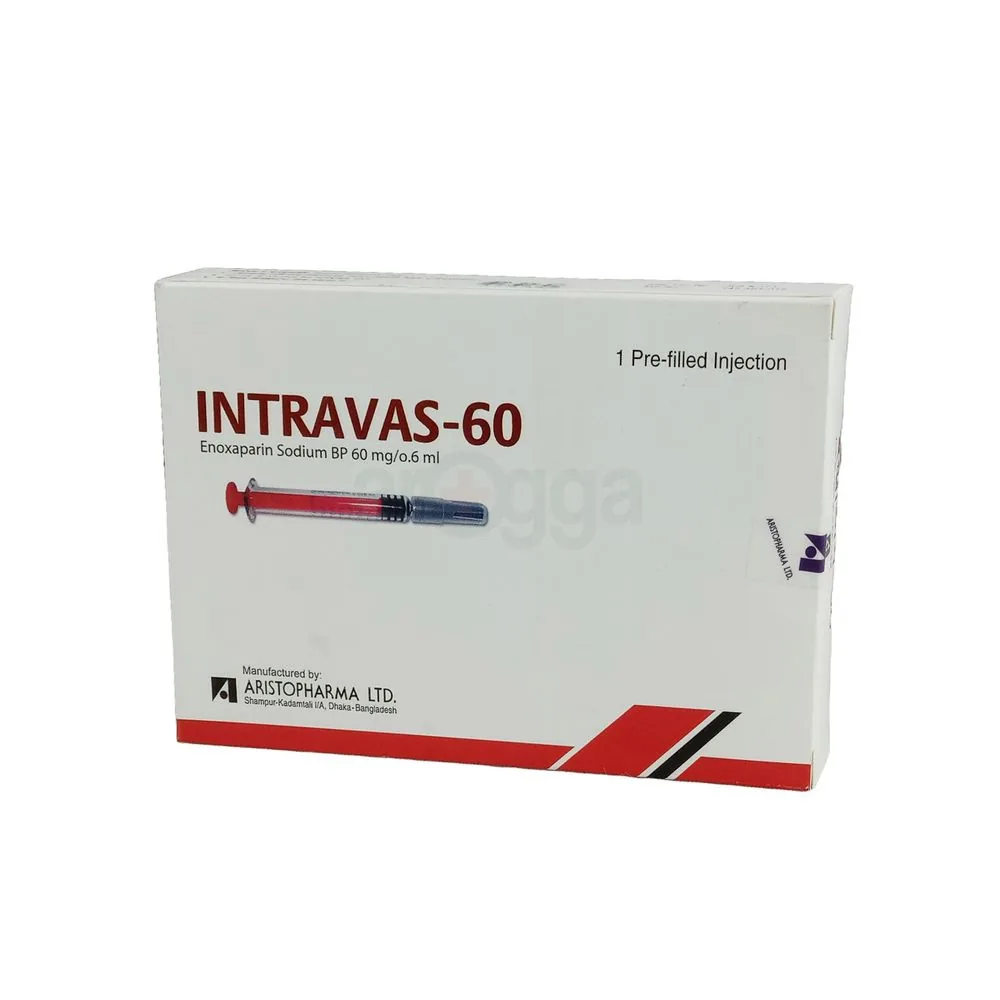 1 Pre-filled Injection
INTRAVAS-60
Enoxaparin Sodium BP 60 mg/o.6 ml
arogga
Manufactured by:
ARISTOPHARMA LTD.
Shampur-Kadamtali I/A, Dhaka-Bangladesh
ARISTOPHARMA LTD.